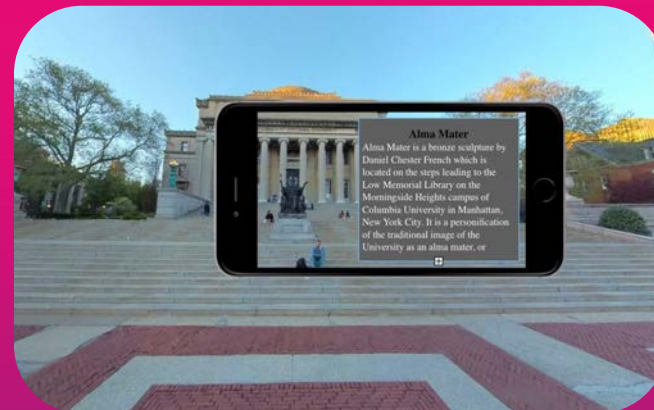 Alma Mater
Alma Mater is a bronze sculpture by
Daniel Chester French which is
located on the steps leading to the
Low Memorial Library on the
Morningside Heights campus of
Columbia University in Manhattan,
New York City. It is a personification
of the traditional image of the
University as an alma mater, or